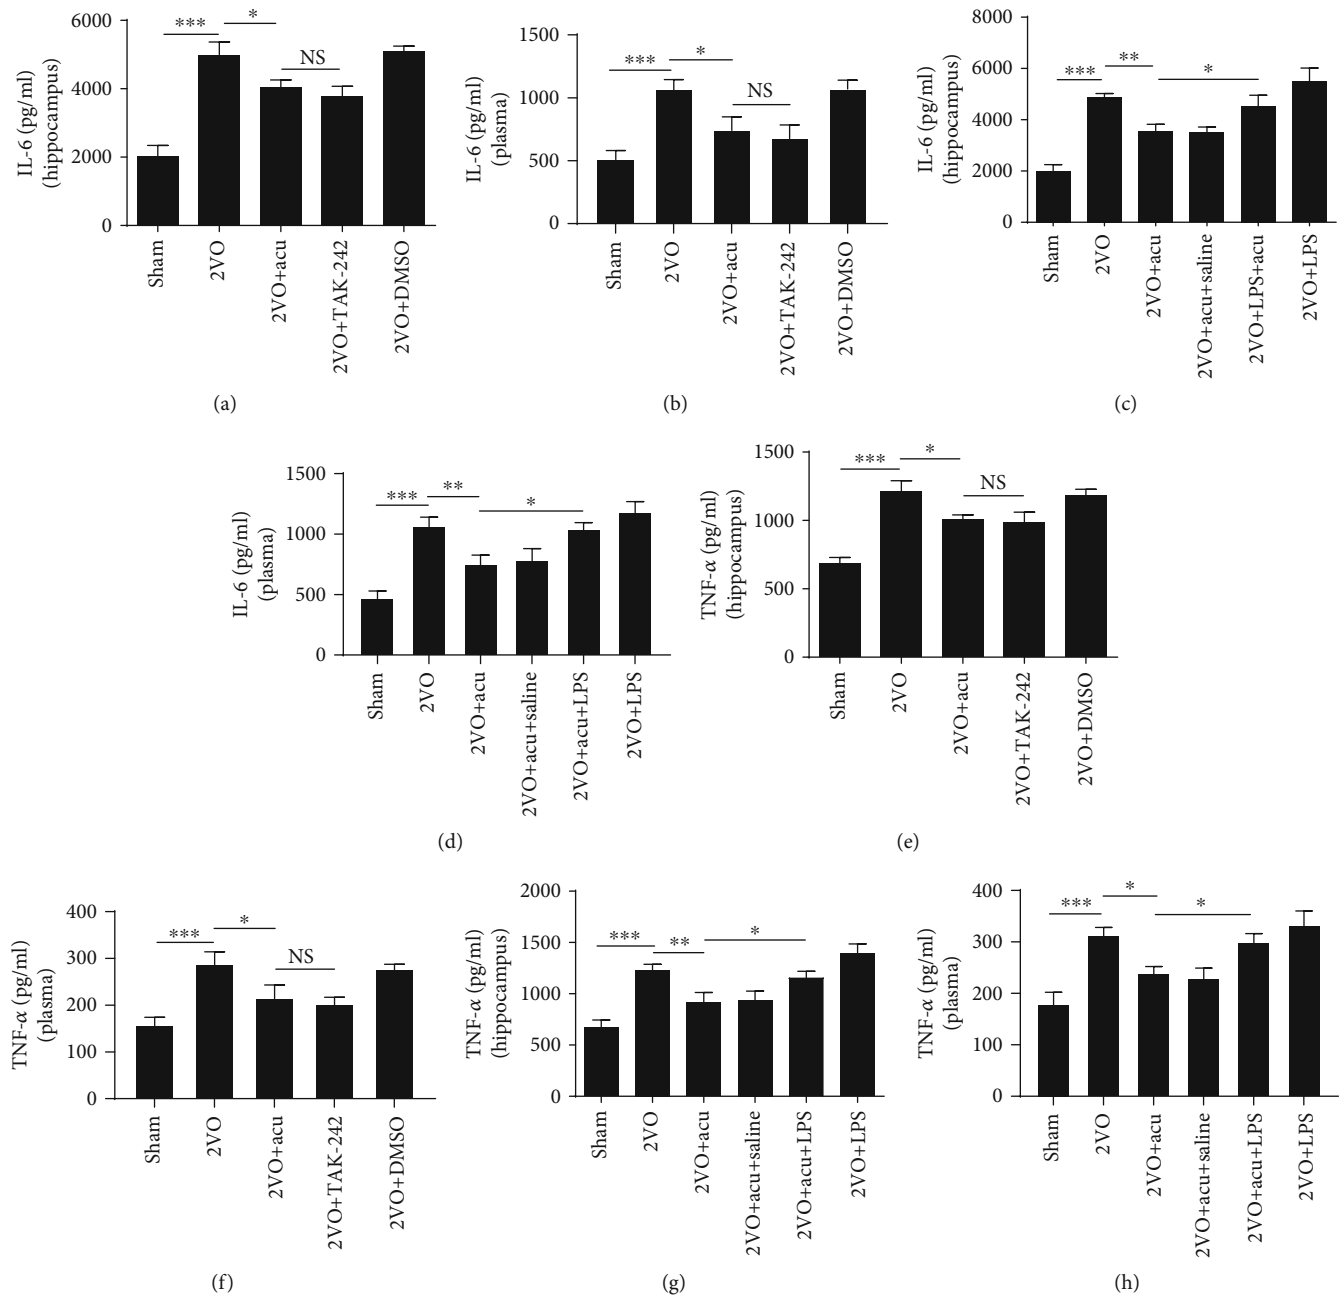 IL-6 (pg/ml)
(hippocampus)
6000
4000
2000
0
***
*
NS
Sham
2VO
2VO+acu
2VO+TAK-242
2VO+DMSO
(a)
IL-6 (pg/ml)
(plasma)
1500
1000
500
0
***
*
NS
Sham
2VO
2VO+acu
2VO+TAK-242
2VO+DMSO
(b)
IL-6 (pg/ml)
(hippocampus)
8000
6000
4000
2000
0
***
**
*
Sham
2VO
2VO+acu
2VO+acu+saline
2VO+LPS+acu
2VO+LPS
(c)
IL-6 (pg/ml)
(plasma)
1500
1000
500
0
***
**
*
Sham
2VO
2VO+acu
2VO+acu+saline
2VO+acu+LPS
2VO+LPS
(d)
TNF-α (pg/ml)
(hippocampus)
1500
1000
500
0
***
*
NS
Sham
2VO
2VO+acu
2VO+TAK-242
2VO+DMSO
(e)
TNF-α (pg/ml)
(plasma)
400
300
200
100
0
***
*
NS
Sham
2VO
2VO+acu
2VO+TAK-242
2VO+DMSO
(f)
TNF-α (pg/ml)
(hippocampus)
2000
1500
1000
500
0
***
**
*
Sham
2VO
2VO+acu
2VO+acu+saline
2VO+acu+LPS
2VO+LPS
(g)
TNF-α (pg/ml)
(plasma)
400
300
200
100
0
***
*
*
Sham
2VO
2VO+acu
2VO+acu+saline
2VO+acu+LPS
2VO+LPS
(h)